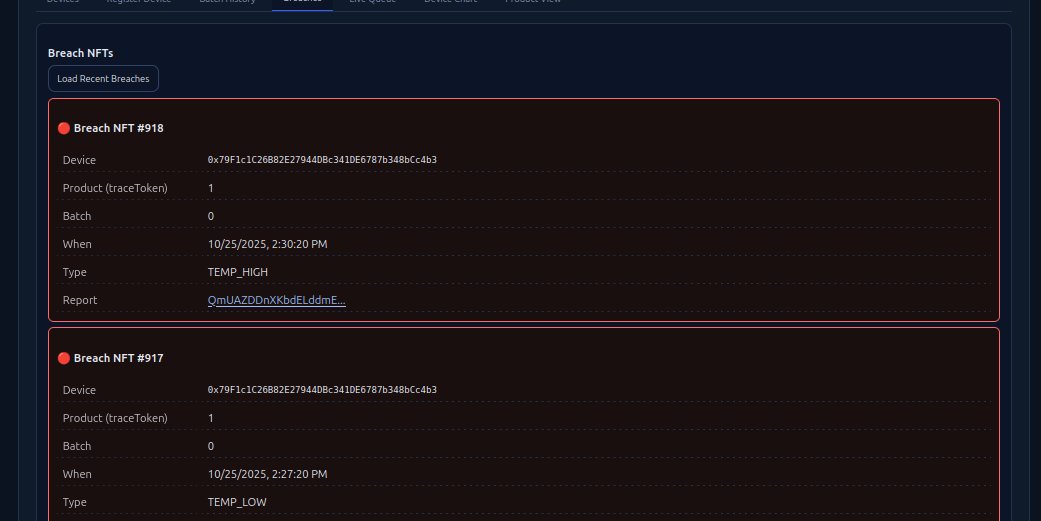 Devices Register Device Batch History Breaches Live Queue Device Chart Product View
Breach NFTs
Load Recent Breaches
Breach NFT #918
Device 0x79F1c1C26B82E27944DBc341DE6787b348bCc4b3
Product (traceToken) 1
Batch 0
When 10/25/2025, 2:30:20 PM
Type TEMP_HIGH
Report QmUAZDDnXKbdELddmE...
Breach NFT #917
Device 0x79F1c1C26B82E27944DBc341DE6787b348bCc4b3
Product (traceToken) 1
Batch 0
When 10/25/2025, 2:27:20 PM
Type TEMP_LOW